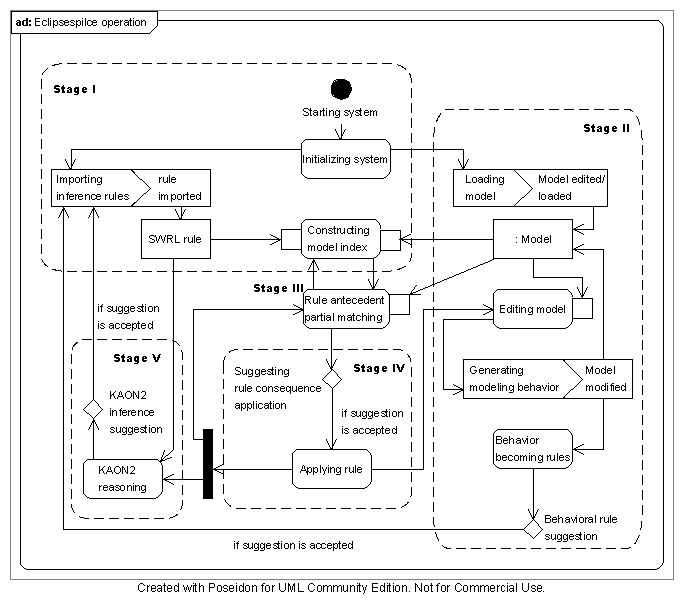 ad: Eclipsespilce operation
Stage I
Starting system
Stage II
Initializing system
Importing
inference rules
rule
imported
Loading
model
Model edited/
loaded
SWRL rule
Constructing
model index
: Model
Stage III
Rule antecedent
partial matching
Editing model
if suggestion
is accepted
Stage V
Stage IV
Suggesting
rule consequence
application
Generating
modeling behavior
Model
modified
KAON2
inference
suggestion
if suggestion
is accepted
Behavior
becoming rules
KAON2
reasoning
Applying rule
Behavioral rule
suggestion
if suggestion is accepted
Created with Poseidon for UML Community Edition. Not for Commercial Use.